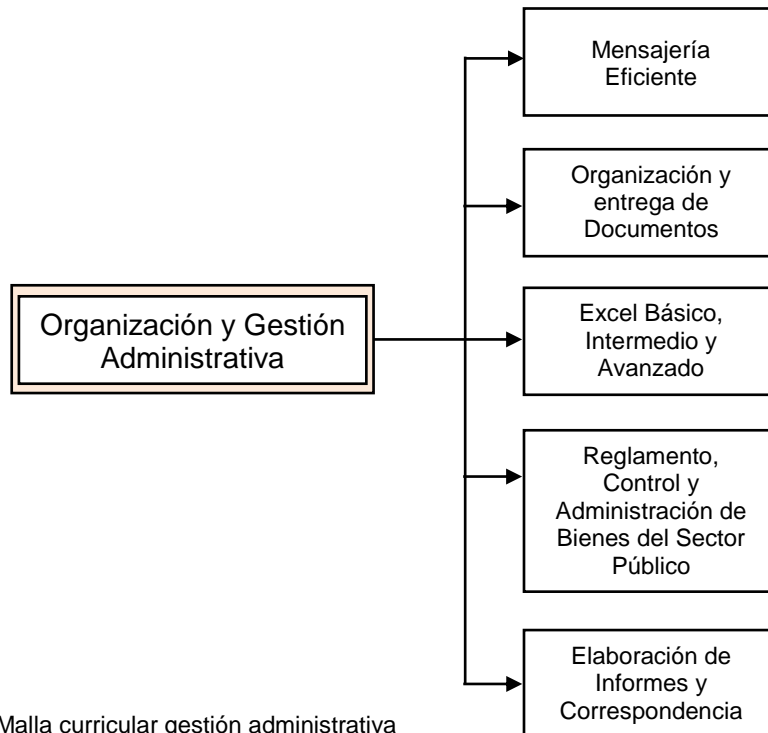 Mensajería
Eficiente
Organización y
entrega de
Documentos
Organización y Gestión
Administrativa
Excel Básico,
Intermedio y
Avanzado
Reglamento,
Control y
Administración de
Bienes del Sector
Público
Elaboración de
Informes y
Correspondencia
Malla curricular gestión administrativa